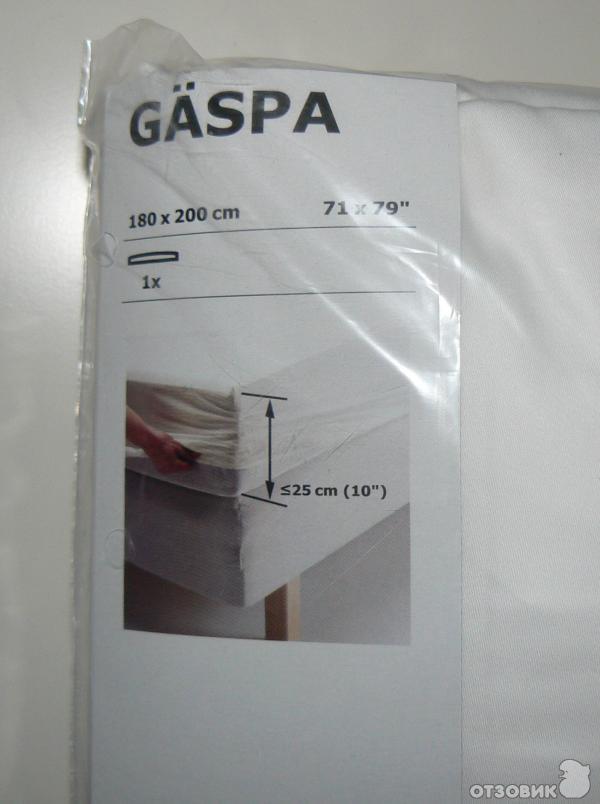 GÄSPA
180 x 200 cm 71 x 79"
1x
≤25 cm (10")
ОТЗОВИК